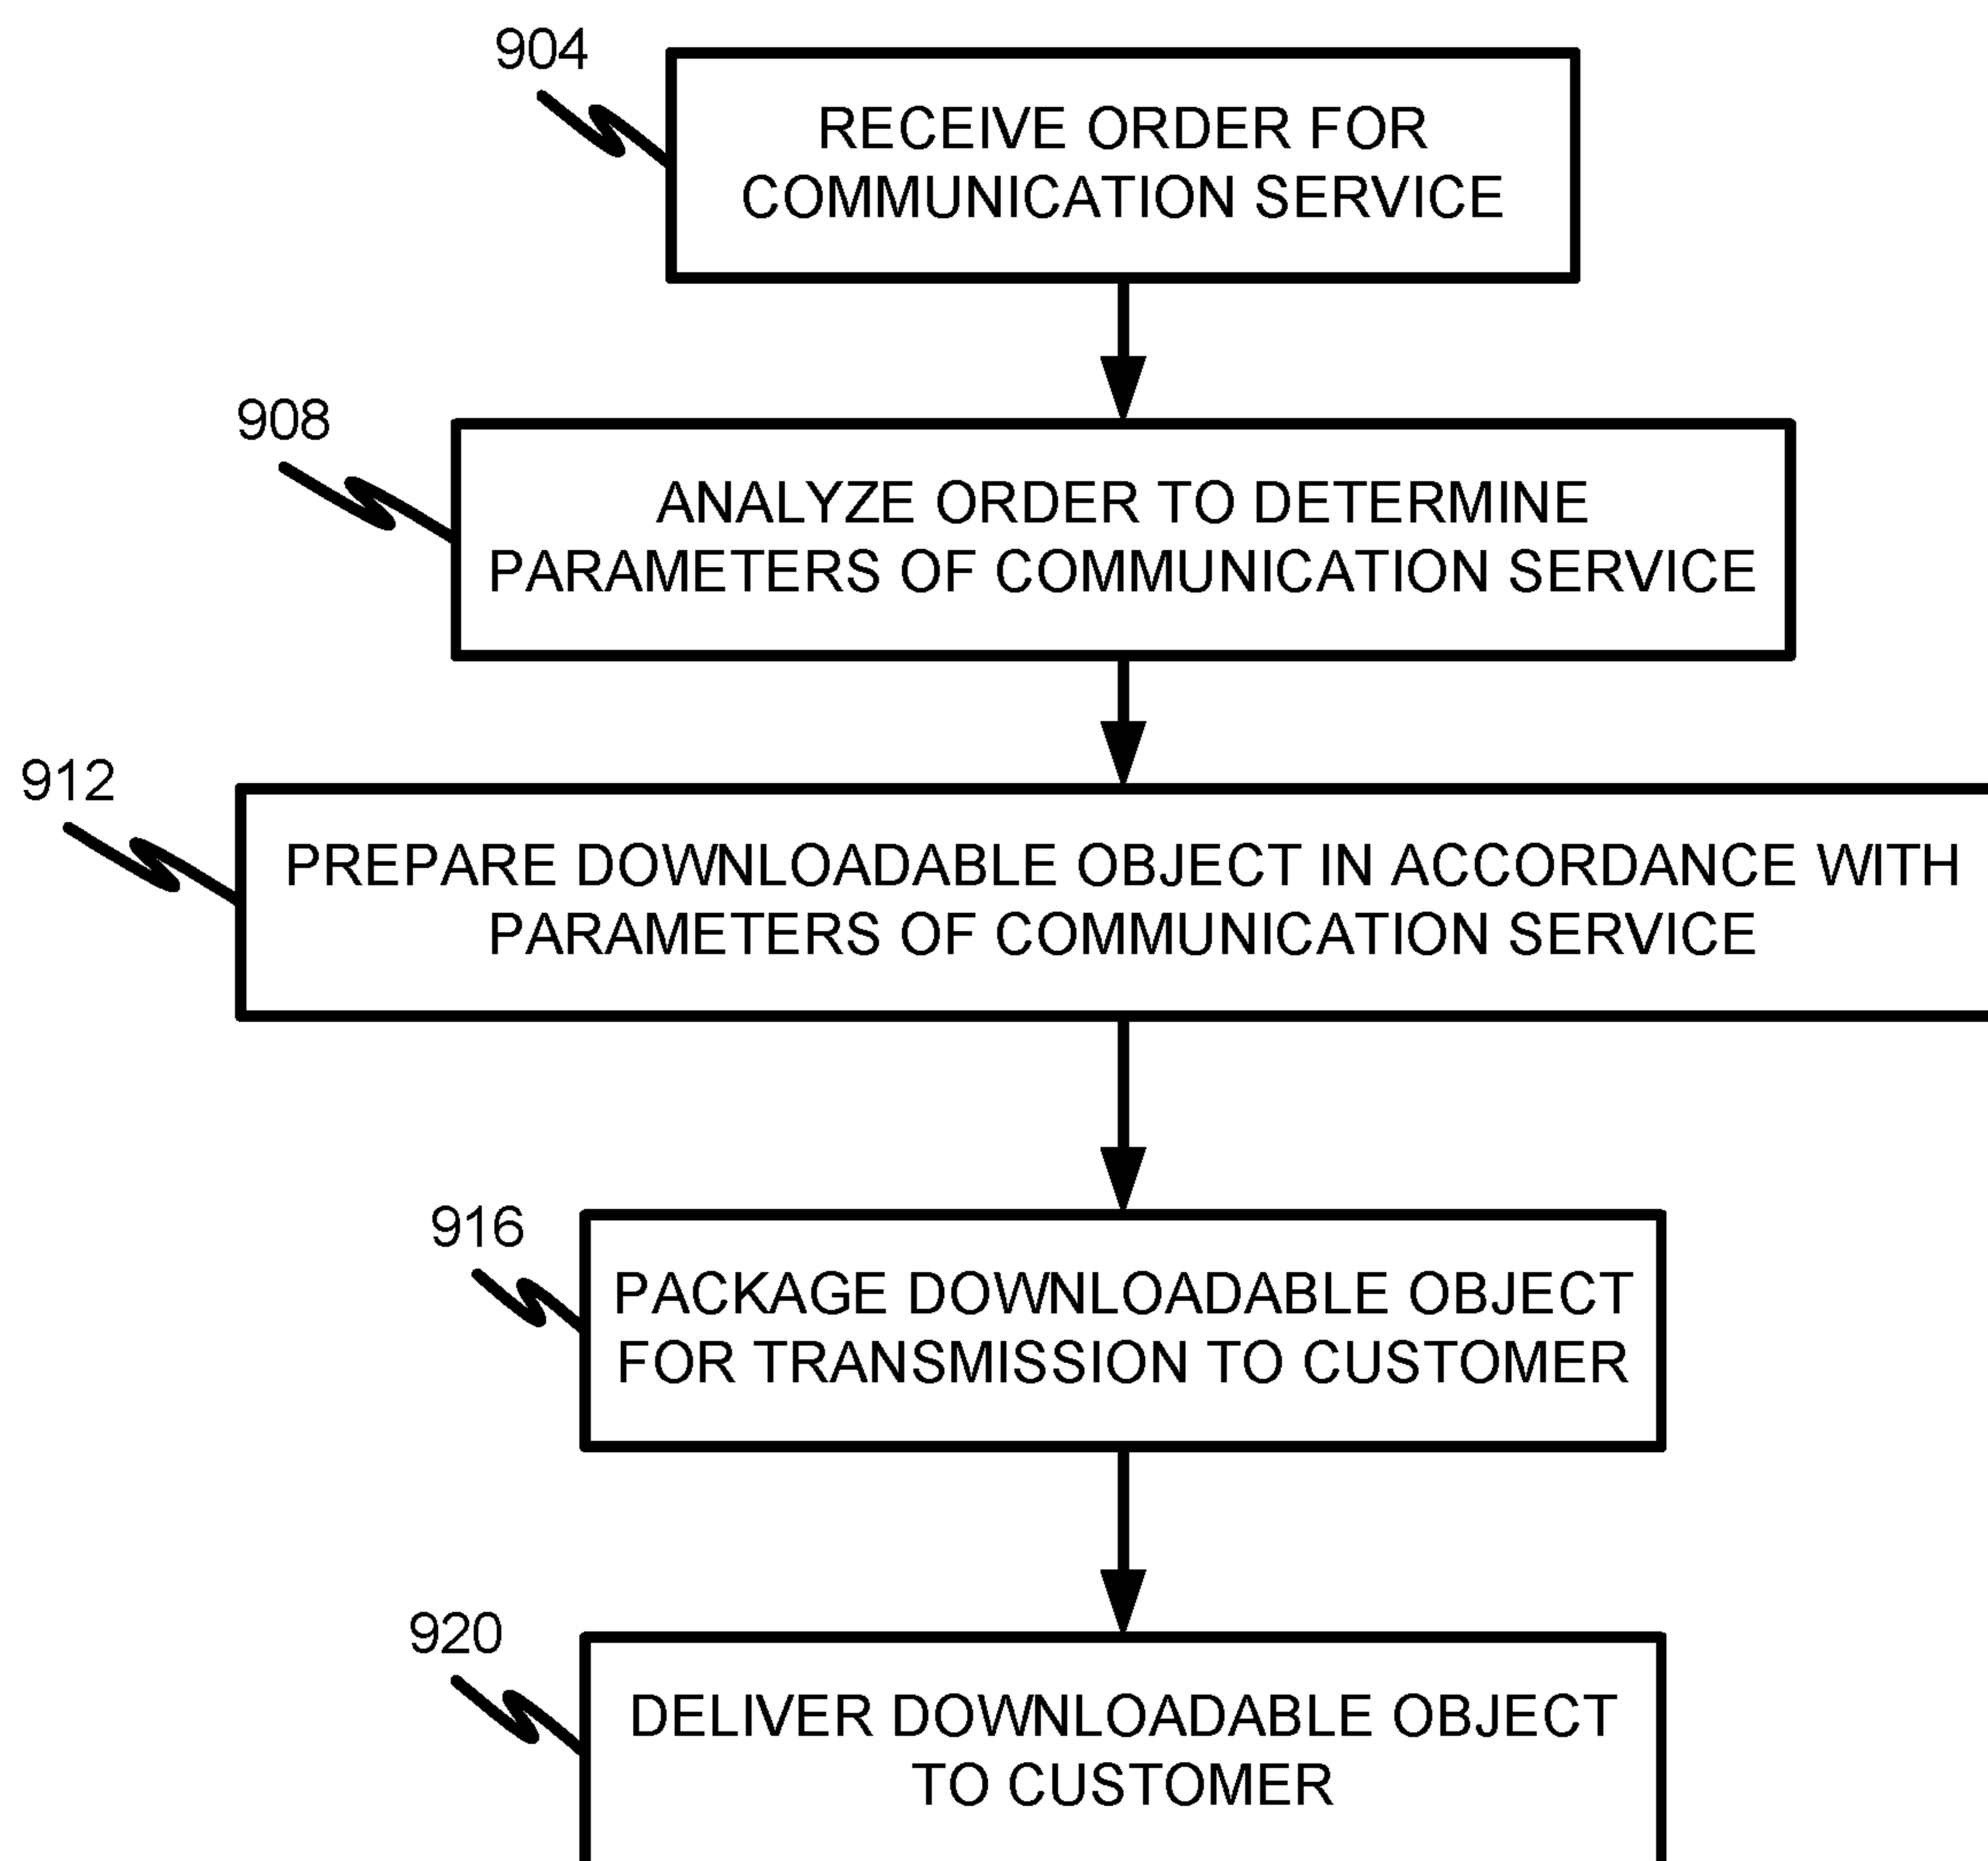 904
RECEIVE ORDER FOR
COMMUNICATION SERVICE
908
ANALYZE ORDER TO DETERMINE
PARAMETERS OF COMMUNICATION SERVICE
912
PREPARE DOWNLOADABLE OBJECT IN ACCORDANCE WITH
PARAMETERS OF COMMUNICATION SERVICE
916
PACKAGE DOWNLOADABLE OBJECT
FOR TRANSMISSION TO CUSTOMER
920
DELIVER DOWNLOADABLE OBJECT
TO CUSTOMER